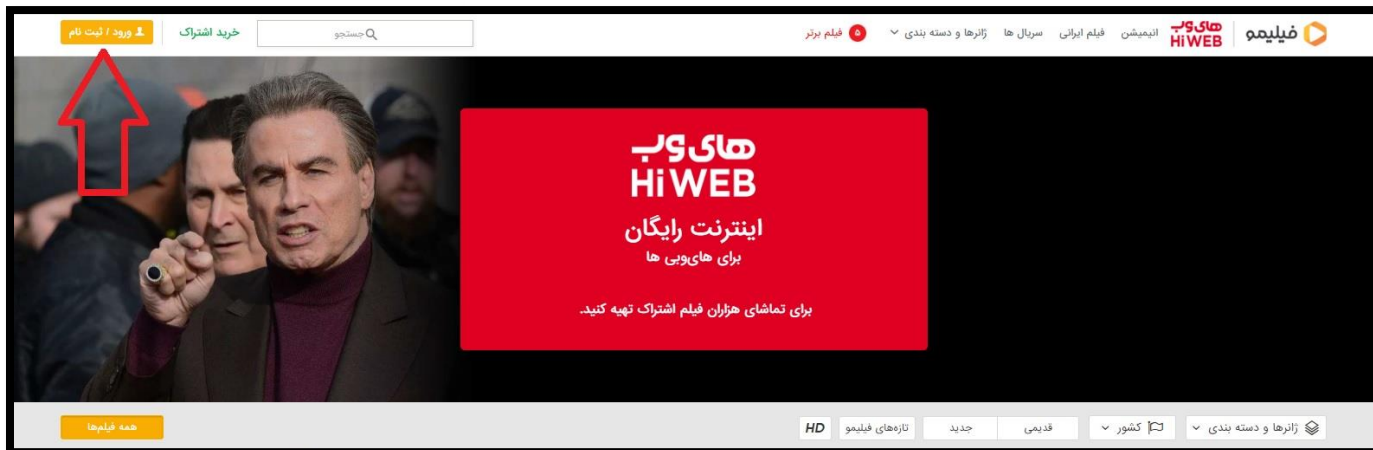 فیلیمو
های‌وب
HiWEB
انیمیشن
فیلم ایرانی
سریال ها
ژانرها و دسته بندی
۵ فیلم برتر
جستجو
خرید اشتراک
ورود / ثبت نام
های‌وب
HiWEB
اینترنت رایگان
برای های‌وبی ها
برای تماشای هزاران فیلم اشتراک تهیه کنید.
ژانرها و دسته بندی
کشور
قدیمی
جدید
تازه‌های فیلیمو
HD
همه فیلم‌ها